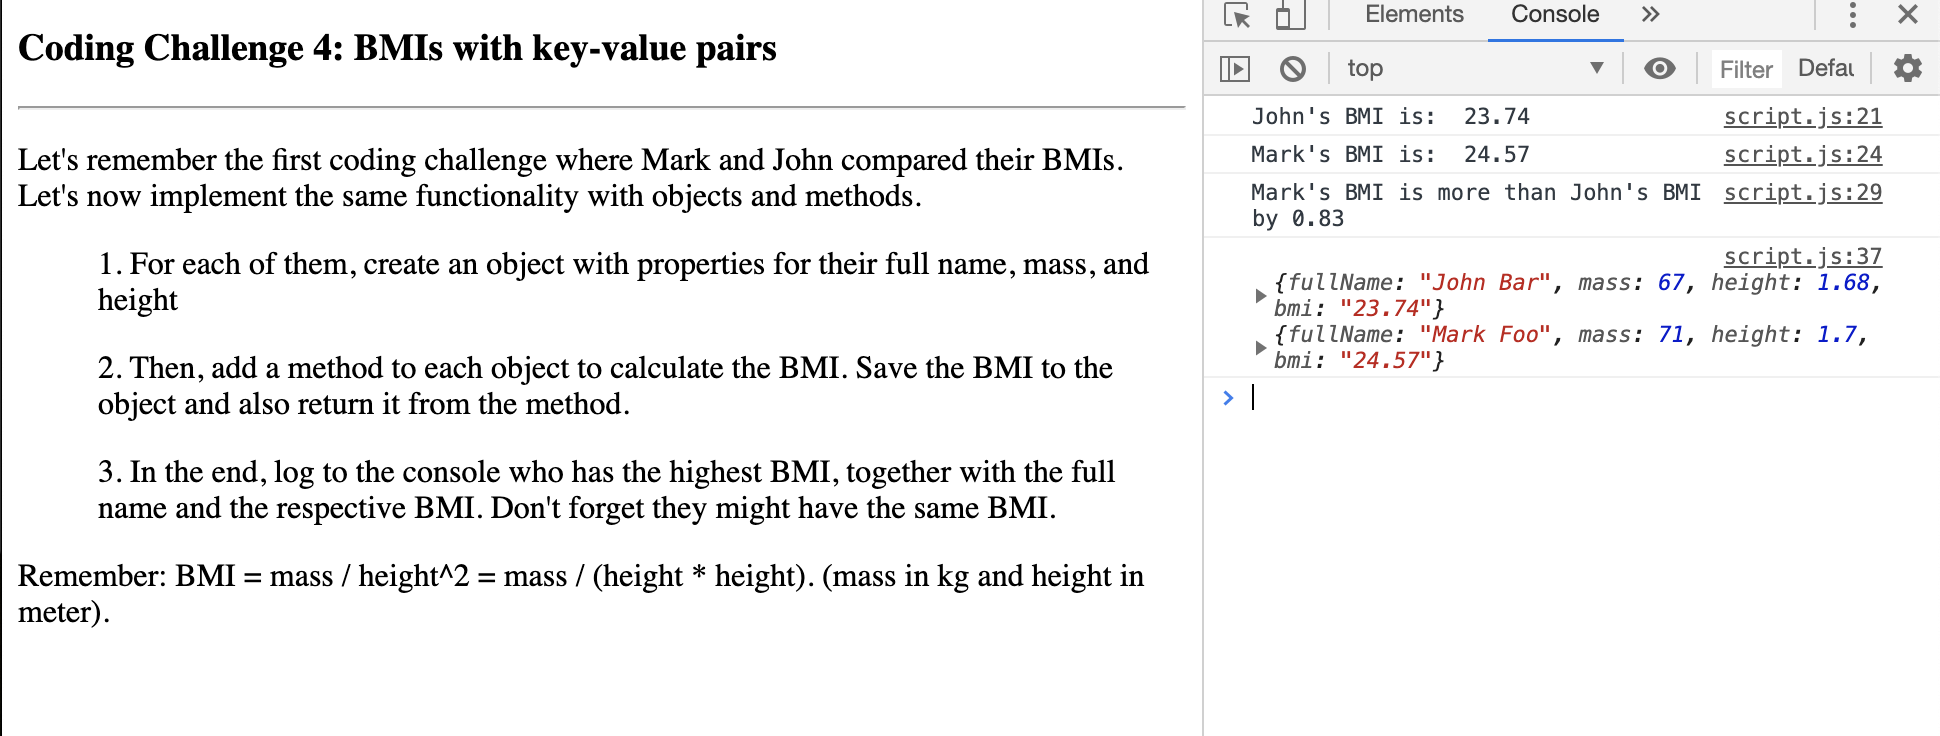 Coding Challenge 4: BMIs with key-value pairs
Let's remember the first coding challenge where Mark and John compared their BMIs.
Let's now implement the same functionality with objects and methods.
1. For each of them, create an object with properties for their full name, mass, and
height
2. Then, add a method to each object to calculate the BMI. Save the BMI to the
object and also return it from the method.
3. In the end, log to the console who has the highest BMI, together with the full
name and the respective BMI. Don't forget they might have the same BMI.
Remember: BMI = mass / height^2 = mass / (height * height). (mass in kg and height in
meter).
Elements Console »
top Filter Defau
John's BMI is:  23.74 script.js:21
Mark's BMI is:  24.57 script.js:24
Mark's BMI is more than John's BMI script.js:29
by 0.83
script.js:37
{fullName: "John Bar", mass: 67, height: 1.68,
bmi: "23.74"}
{fullName: "Mark Foo", mass: 71, height: 1.7,
bmi: "24.57"}